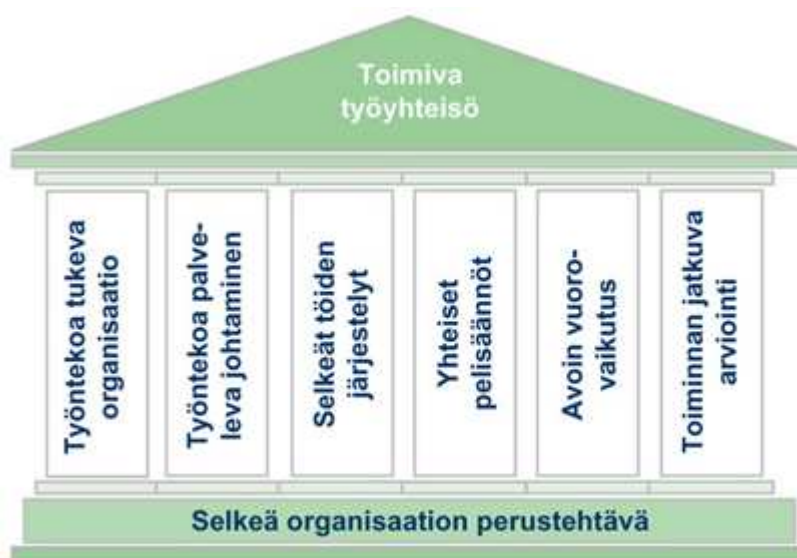 Toimiva
työyhteisö
Työntekoa tukeva
organisaatio
Työntekoa palve-
leva johtaminen
Selkeät töiden
järjestelyt
Yhteiset
pelisäännöt
Avoin vuoro-
vaikutus
Toiminnan jatkuva
arviointi
Selkeä organisaation perustehtävä